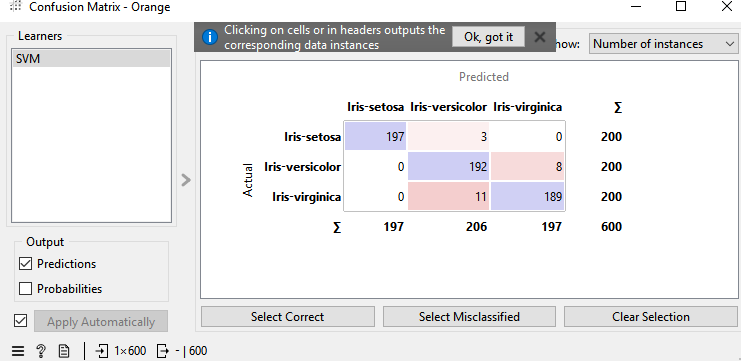 Confusion Matrix - Orange
Learners
SVM
Clicking on cells or in headers outputs the
corresponding data instances
Ok, got it
how: Number of instances
Predicted
Iris-setosa Iris-versicolor Iris-virginica Σ
Iris-setosa 197 3 0 200
Iris-versicolor 0 192 8 200
Iris-virginica 0 11 189 200
Σ 197 206 197 600
Actual
Output
Predictions
Probabilities
Apply Automatically
Select Correct Select Misclassified Clear Selection
1×600 - | 600